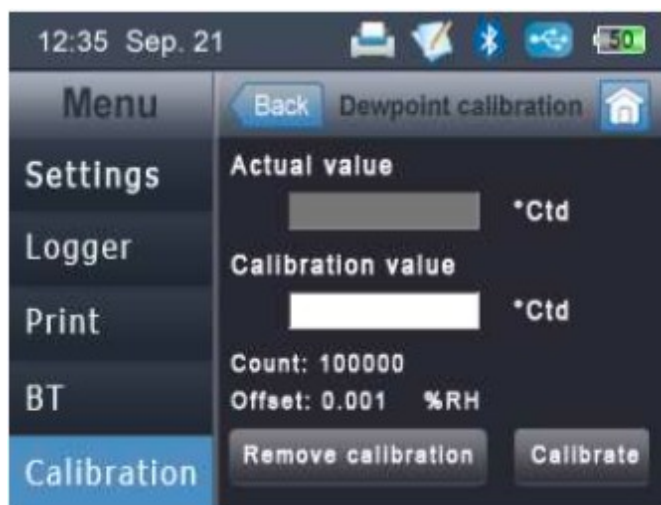 12:35 Sep. 21
50
Menu
Back Dewpoint calibration
Settings
Logger
Print
BT
Calibration
Actual value
°Ctd
Calibration value
°Ctd
Count: 100000
Offset: 0.001 %RH
Remove calibration
Calibrate